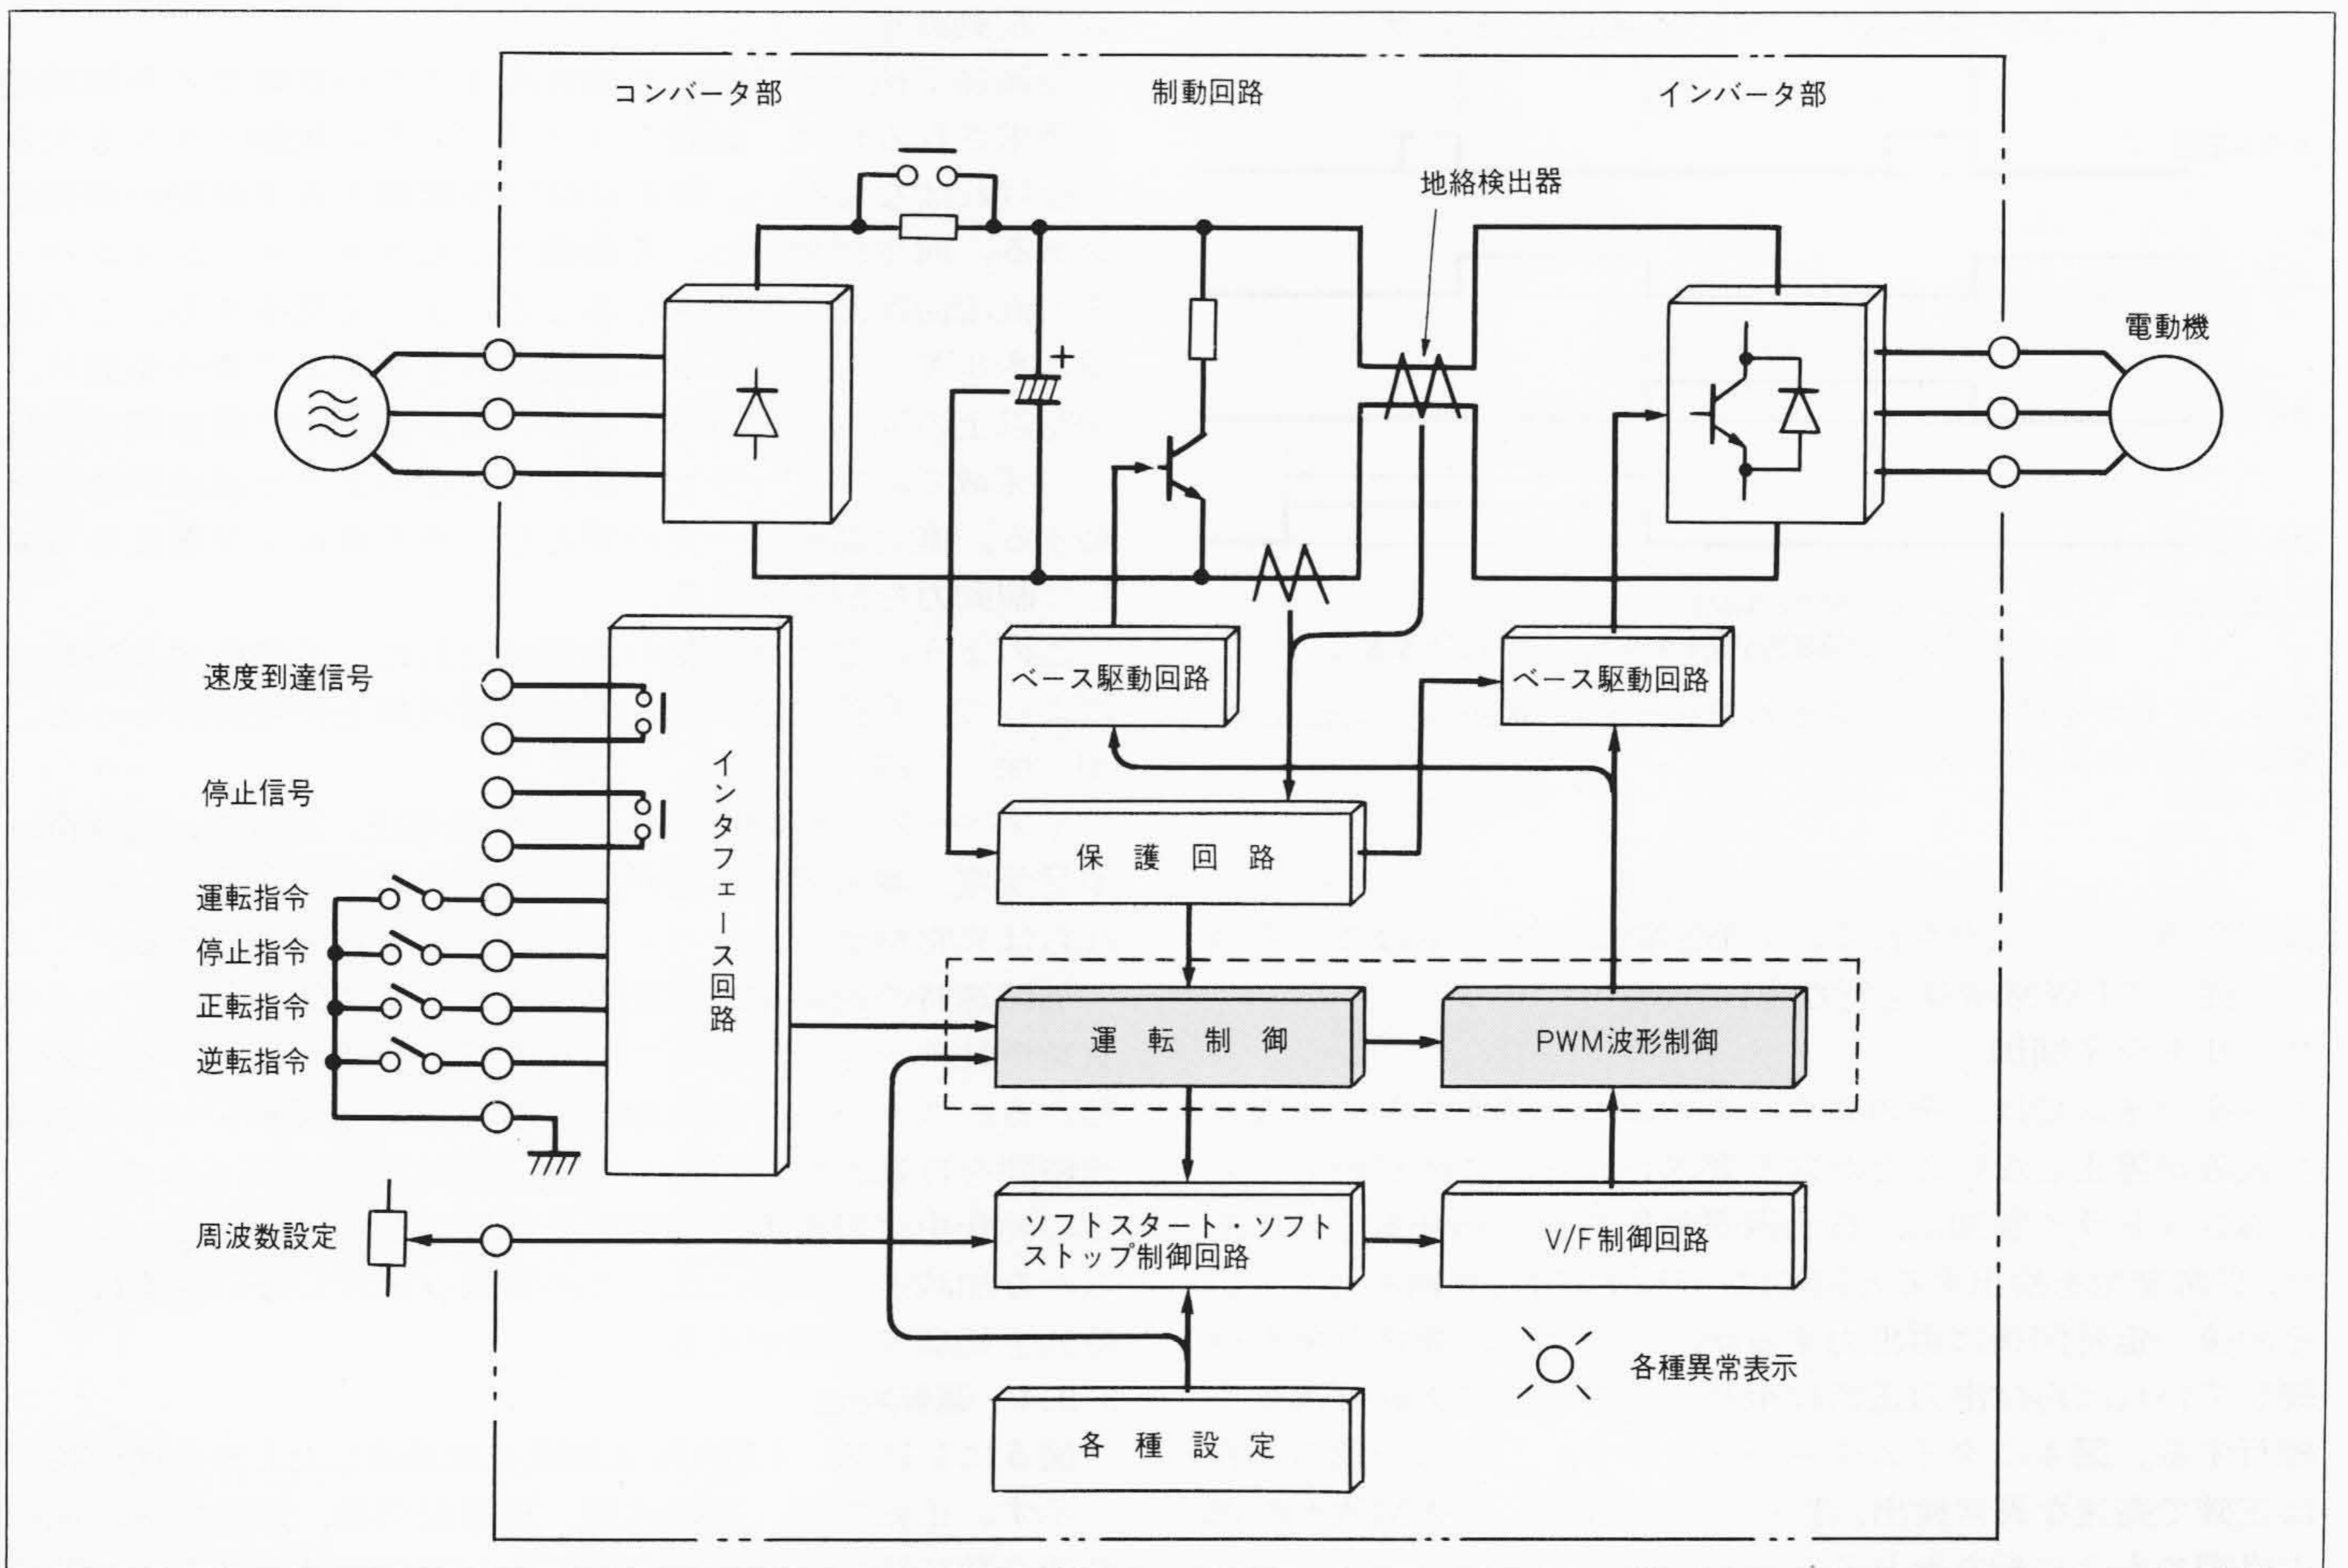 コンバータ部
制動回路
インバータ部
地絡検出器
電動機
+
速度到達信号
停止信号
運転指令
停止指令
正転指令
逆転指令
周波数設定
インタフェース回路
ベース駆動回路
ベース駆動回路
保護回路
運転制御
PWM波形制御
ソフトスタート・ソフト
ストップ制御回路
V/F制御回路
各種設定
各種異常表示